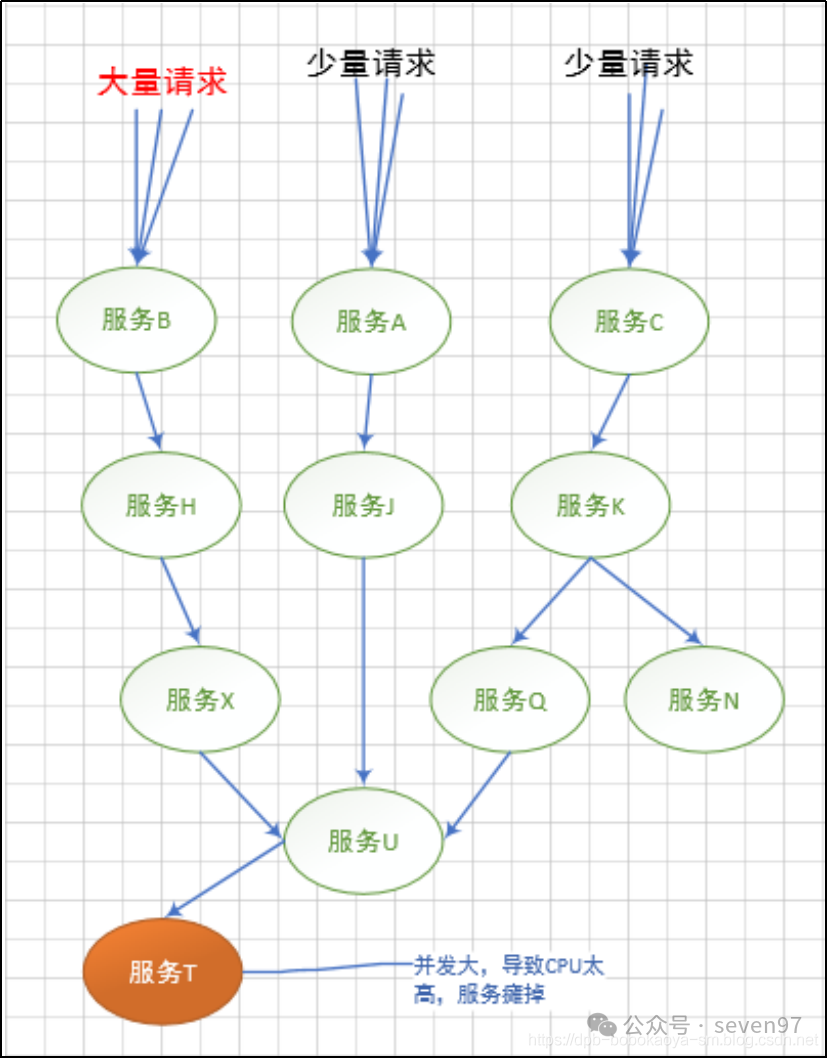 大量请求
少量请求
少量请求
服务B
服务A
服务C
服务H
服务J
服务K
服务X
服务Q
服务N
服务U
服务T
并发大，导致CPU太
高，服务瘫掉
公众号 · seven97
https://dpb-bobokaoya-sm.blog.csdn.net